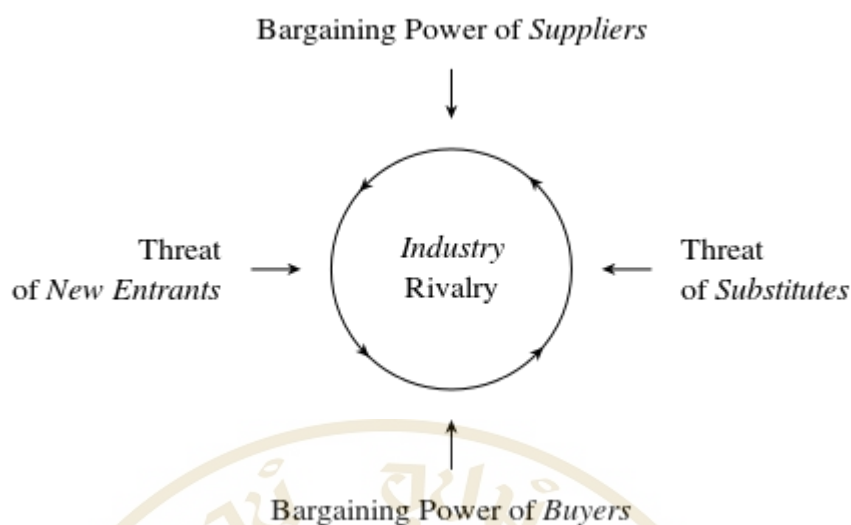 Bargaining Power of Suppliers
Threat
of New Entrants
Industry
Rivalry
Threat
of Substitutes
Bargaining Power of Buyers